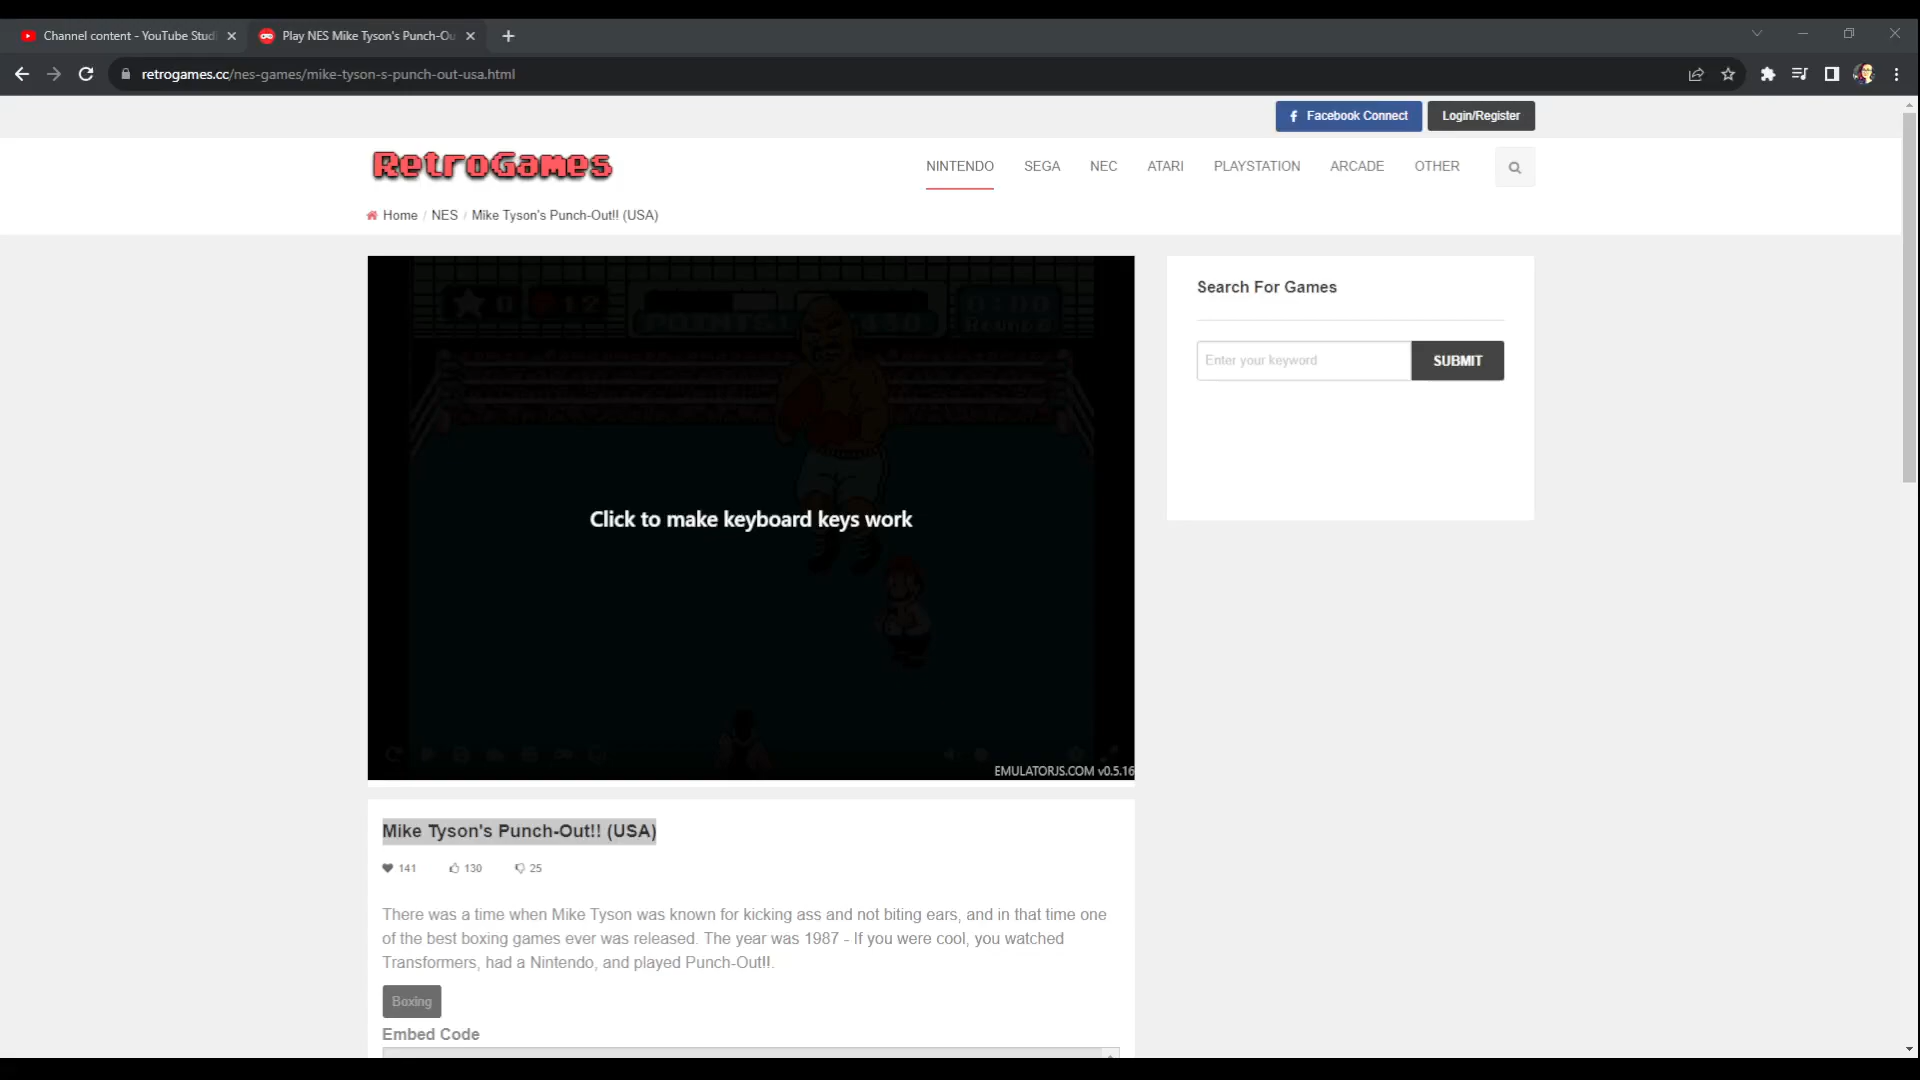 Channel content - YouTube Studi
Play NES Mike Tyson's Punch-Ou
retrogames.cc/nes-games/mike-tyson-s-punch-out-usa.html
Facebook Connect
Login/Register
RetroGames
NINTENDO SEGA NEC ATARI PLAYSTATION ARCADE OTHER
Home / NES / Mike Tyson's Punch-Out!! (USA)
0 12
POINTS
0:00
Click to make keyboard keys work
EMULATORJS.COM v0.5.16
Search For Games
Enter your keyword
SUBMIT
Mike Tyson's Punch-Out!! (USA)
141 130 25
There was a time when Mike Tyson was known for kicking ass and not biting ears, and in that time one
of the best boxing games ever was released. The year was 1987 - If you were cool, you watched
Transformers, had a Nintendo, and played Punch-Out!!.
Boxing
Embed Code